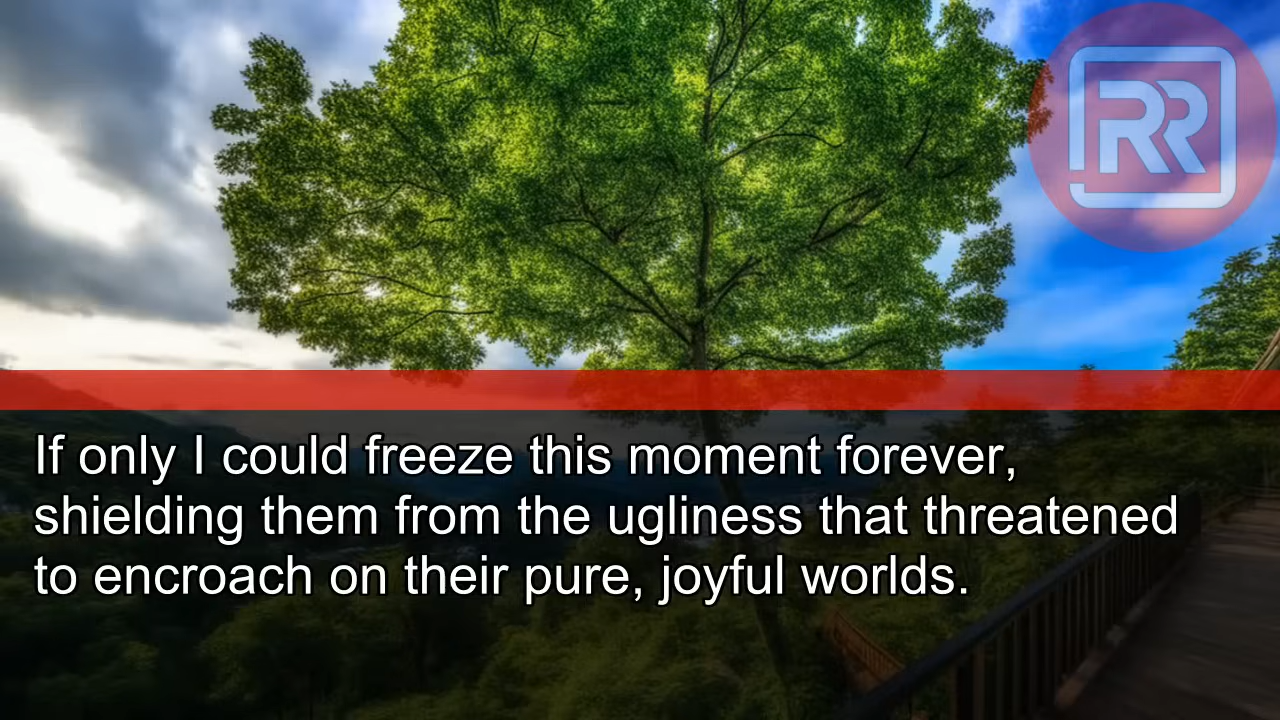 RR
If only I could freeze this moment forever,
shielding them from the ugliness that threatened
to encroach on their pure, joyful worlds.